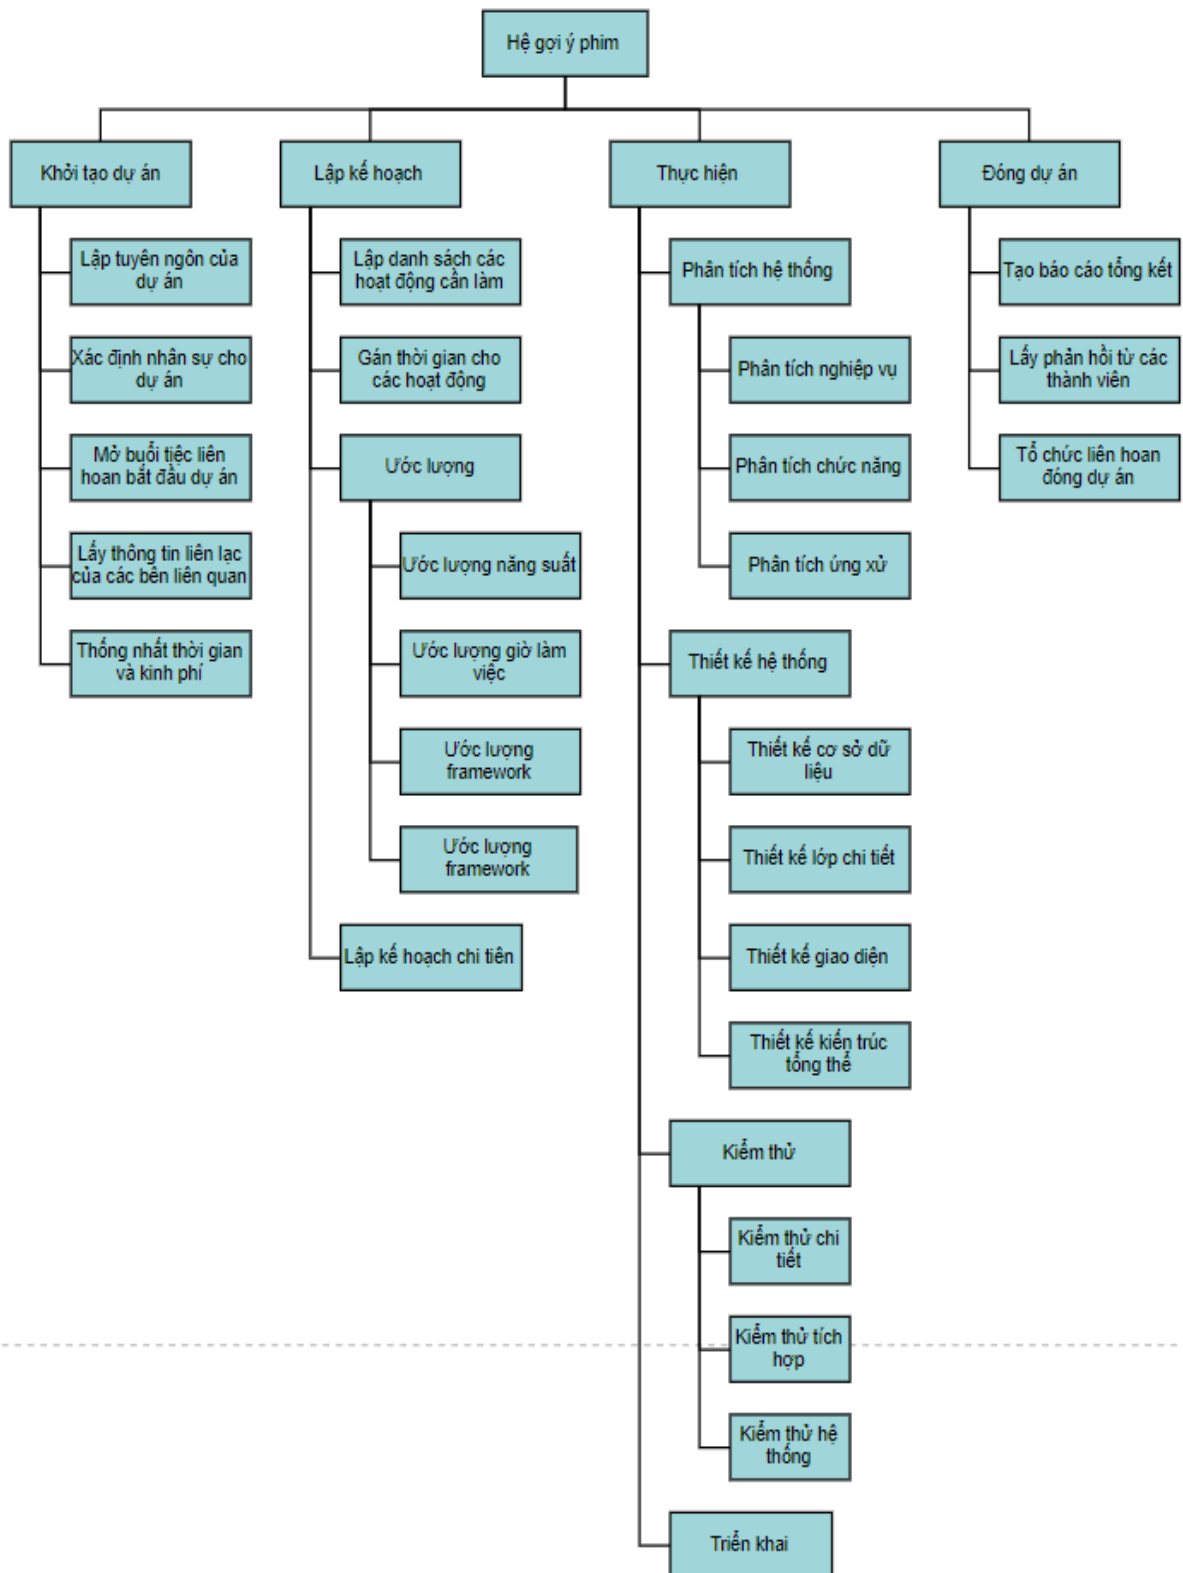 Hệ gợi ý phim
Khởi tạo dự án
Lập kế hoạch
Thực hiện
Đóng dự án
Lập tuyên ngôn của
dự án
Xác định nhân sự cho
dự án
Mở buổi tiệc liên
hoan bắt đầu dự án
Lấy thông tin liên lạc
của các bên liên quan
Thống nhất thời gian
và kinh phí
Lập danh sách các
hoạt động cần làm
Gán thời gian cho
các hoạt động
Ước lượng
Ước lượng năng suất
Ước lượng giờ làm
việc
Ước lượng
framework
Ước lượng
framework
Lập kế hoạch chi tiên
Phân tích hệ thống
Phân tích nghiệp vụ
Phân tích chức năng
Phân tích ứng xử
Thiết kế hệ thống
Thiết kế cơ sở dữ
liệu
Thiết kế lớp chi tiết
Thiết kế giao diện
Thiết kế kiến trúc
tổng thể
Kiểm thử
Kiểm thử chi
tiết
Kiểm thử tích
hợp
Kiểm thử hệ
thống
Triển khai
Tạo báo cáo tổng kết
Lấy phản hồi từ các
thành viên
Tổ chức liên hoan
đóng dự án